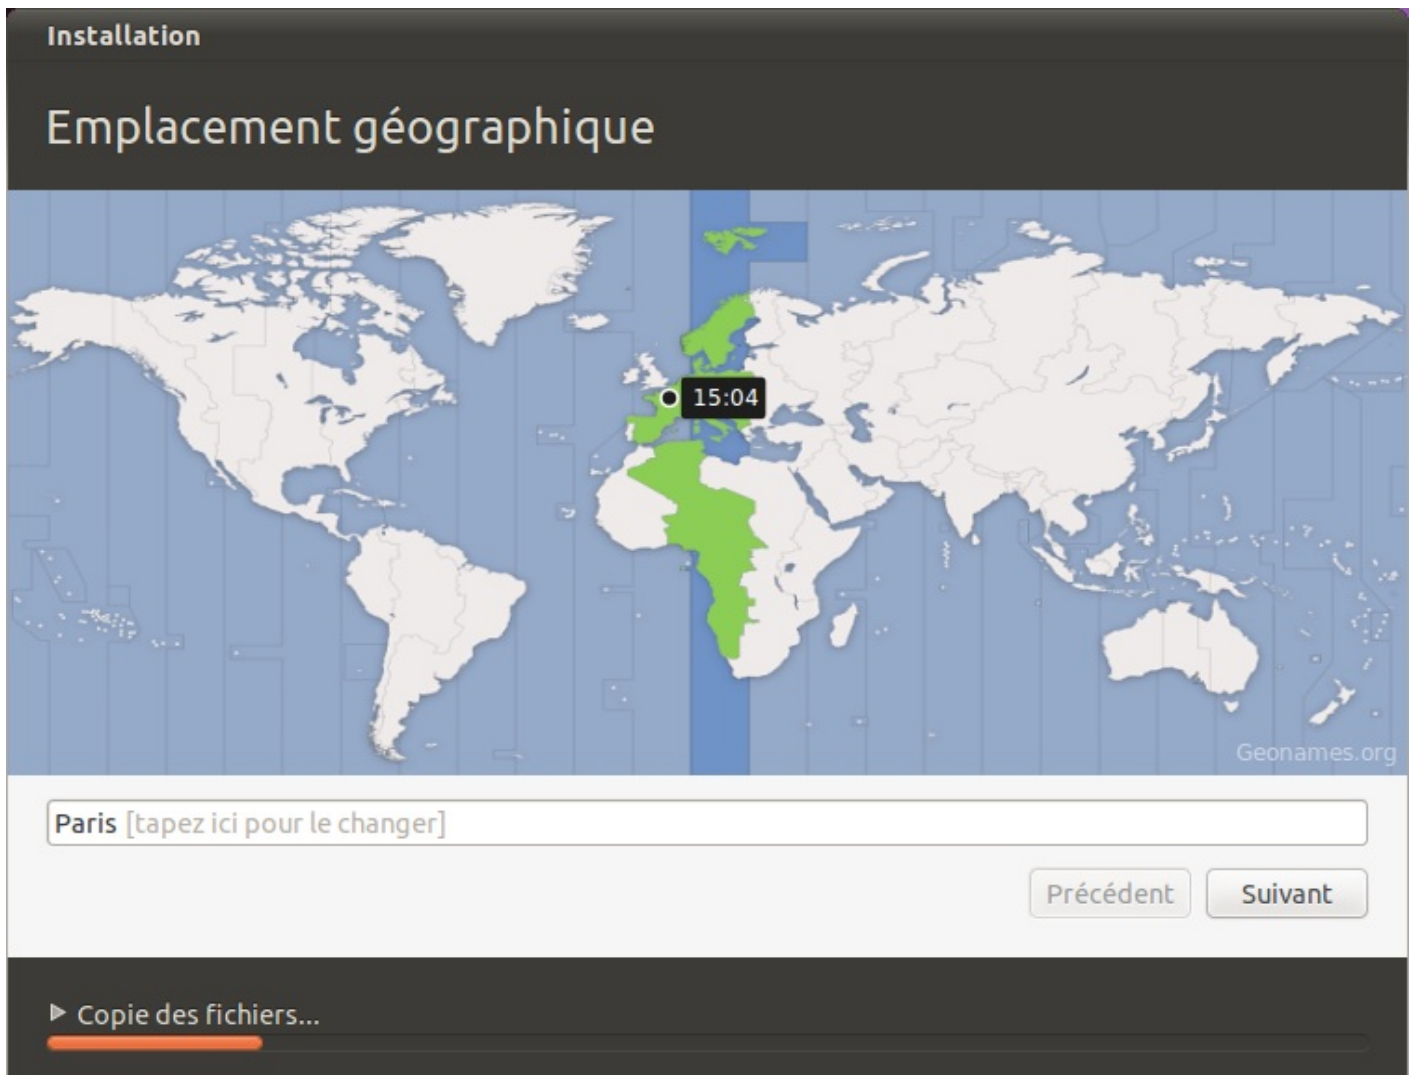 Installation
Emplacement géographique
15:04
Geonames.org
Paris [tapez ici pour le changer]
Précédent Suivant
Copie des fichiers...